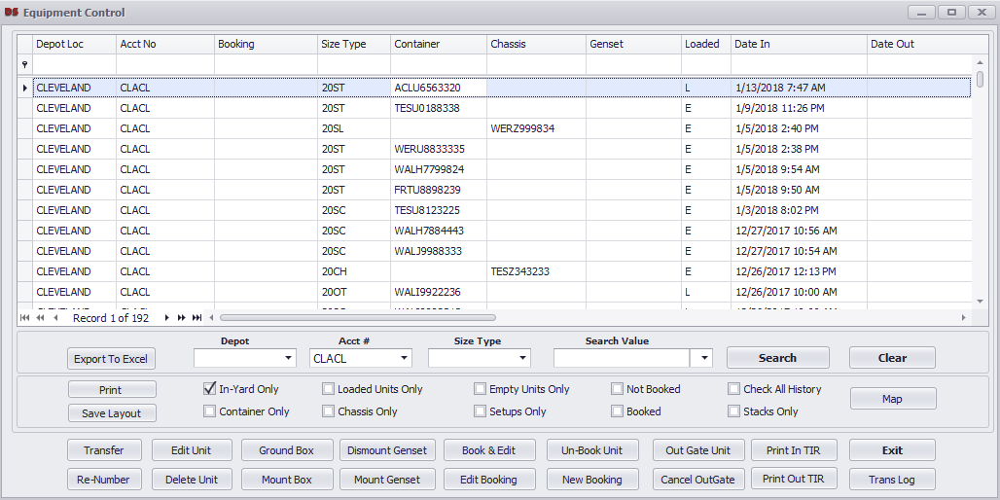 DS Equipment Control
Depot Loc Acct No Booking Size Type Container Chassis Genset Loaded Date In Date Out
CLEVELAND CLACL 20ST ACLU6563320 L 1/13/2018 7:47 AM
CLEVELAND CLACL 20ST TESU0188338 E 1/9/2018 11:26 PM
CLEVELAND CLACL 20SL WERZ999834 E 1/5/2018 2:40 PM
CLEVELAND CLACL 20ST WERU8833335 E 1/5/2018 2:38 PM
CLEVELAND CLACL 20ST WALH7799824 E 1/5/2018 9:54 AM
CLEVELAND CLACL 20ST FRTU8898239 E 1/5/2018 9:50 AM
CLEVELAND CLACL 20SC TESU8123225 E 1/3/2018 8:02 PM
CLEVELAND CLACL 20SC WALH7884443 E 12/27/2017 10:56 AM
CLEVELAND CLACL 20SC WALJ9988333 E 12/27/2017 10:54 AM
CLEVELAND CLACL 20CH TESZ343233 E 12/26/2017 12:13 PM
CLEVELAND CLACL 20OT WALI9922236 L 12/26/2017 10:00 AM
Record 1 of 192
Depot Acct # Size Type Search Value
Export To Excel CLACL Search Clear
Print In-Yard Only Loaded Units Only Empty Units Only Not Booked Check All History Map
Save Layout Container Only Chassis Only Setups Only Booked Stacks Only
Transfer Edit Unit Ground Box Dismount Genset Book & Edit Un-Book Unit Out Gate Unit Print In TIR Exit
Re-Number Delete Unit Mount Box Mount Genset Edit Booking New Booking Cancel OutGate Print Out TIR Trans Log